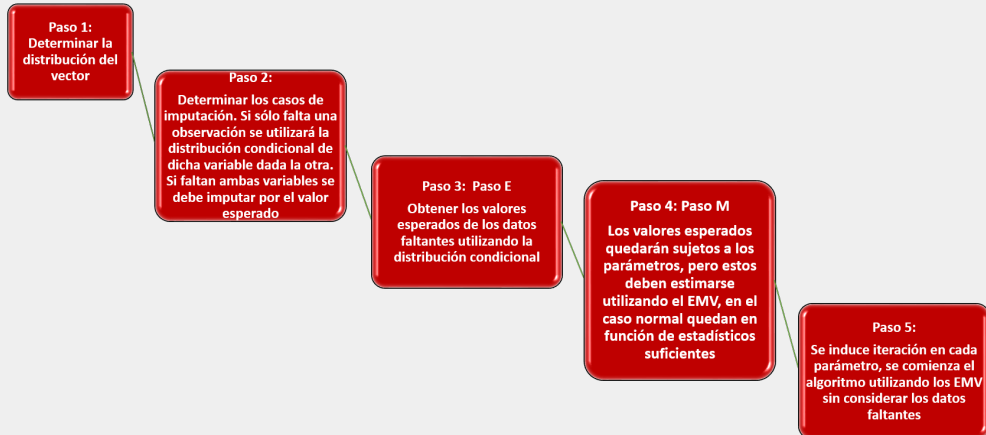 Paso 1:
Determinar la
distribución del
vector
Paso 2:
Determinar los casos de
imputación. Si sólo falta una
observación se utilizará la
distribución condicional de
dicha variable dada la otra.
Si faltan ambas variables se
debe imputar por el valor
esperado
Paso 3: Paso E
Obtener los valores
esperados de los datos
faltantes utilizando la
distribución condicional
Paso 4: Paso M
Los valores esperados
quedarán sujetos a los
parámetros, pero estos
deben estimarse
utilizando el EMV, en el
caso normal quedan en
función de estadísticos
suficientes
Paso 5:
Se induce iteración en cada
parámetro, se comienza el
algoritmo utilizando los EMV
sin considerar los datos
faltantes